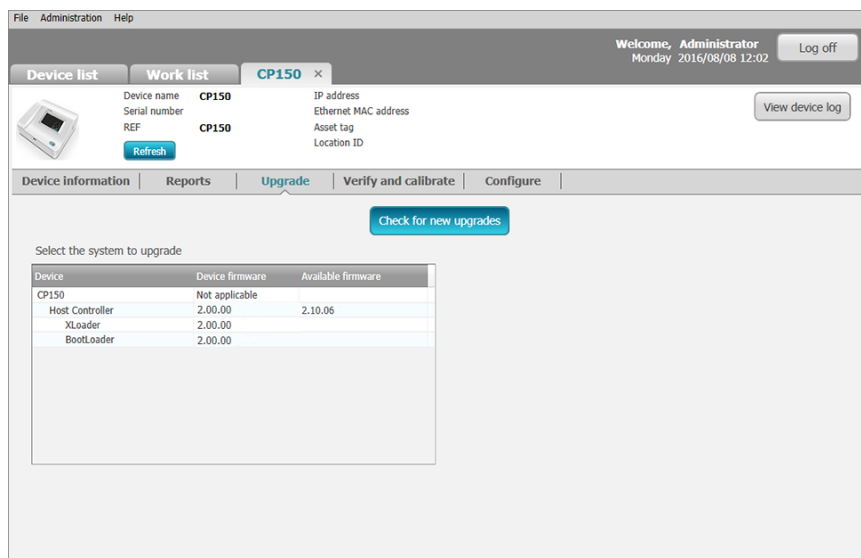 File Administration Help
Welcome, Administrator
Monday 2016/08/08 12:02
Log off
Device list Work list CP150 ×
Device name CP150 IP address
Serial number Ethernet MAC address
REF CP150 Asset tag
Location ID
Refresh
View device log
Device information Reports Upgrade Verify and calibrate Configure
Check for new upgrades
Select the system to upgrade
Device Device firmware Available firmware
CP150 Not applicable
Host Controller 2.00.00 2.10.06
XLoader 2.00.00
BootLoader 2.00.00